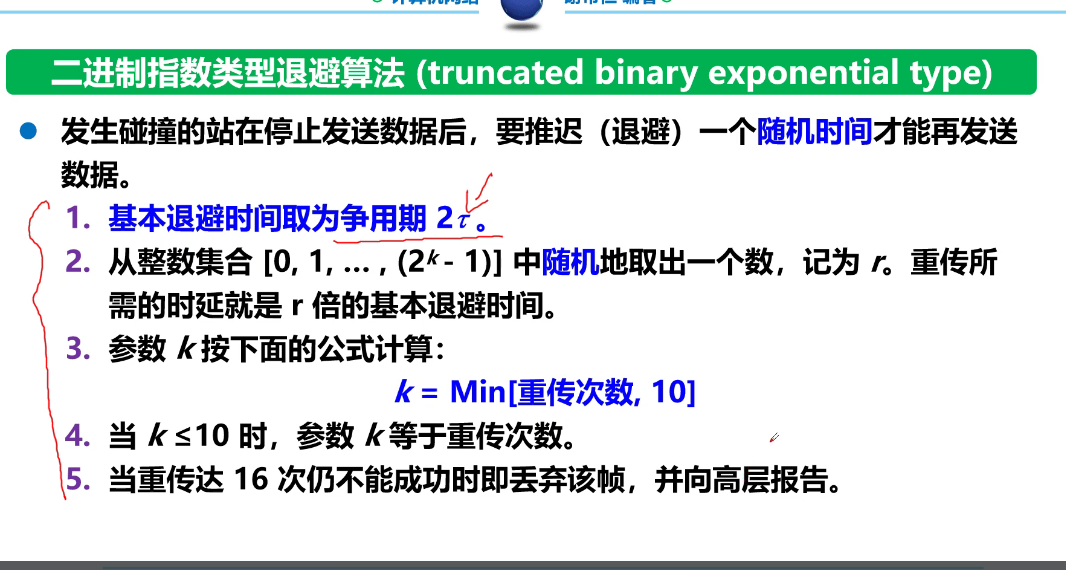 二进制指数类型退避算法 (truncated binary exponential type)
发生碰撞的站在停止发送数据后，要推迟（退避）一个随机时间才能再发送
数据。
1. 基本退避时间取为争用期 2τ。
2. 从整数集合 [0, 1, … , (2ᵏ - 1)] 中随机地取出一个数，记为 r。重传所
需的时延就是 r 倍的基本退避时间。
3. 参数 k 按下面的公式计算：
k = Min[重传次数, 10]
4. 当 k ≤10 时，参数 k 等于重传次数。
5. 当重传达 16 次仍不能成功时即丢弃该帧，并向高层报告。